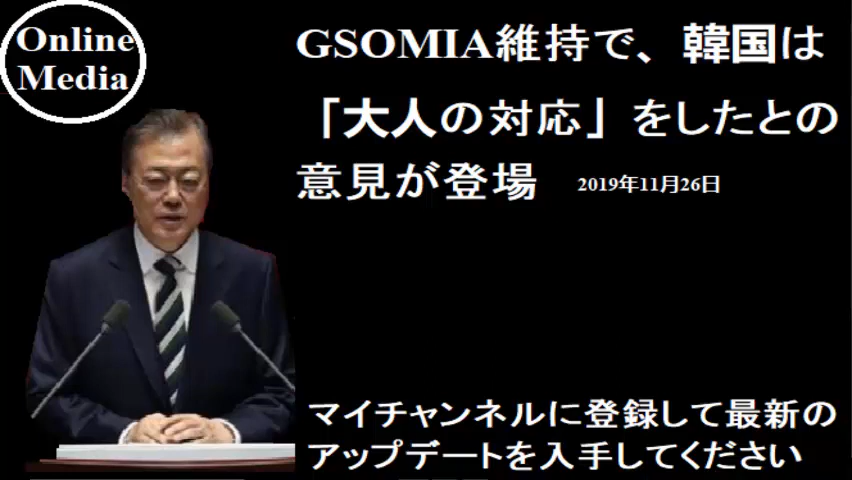 Online
Media
GSOMIA維持で、韓国は
「大人の対応」をしたとの
意見が登場 2019年11月26日
マイチャンネルに登録して最新の
アップデートを入手してください